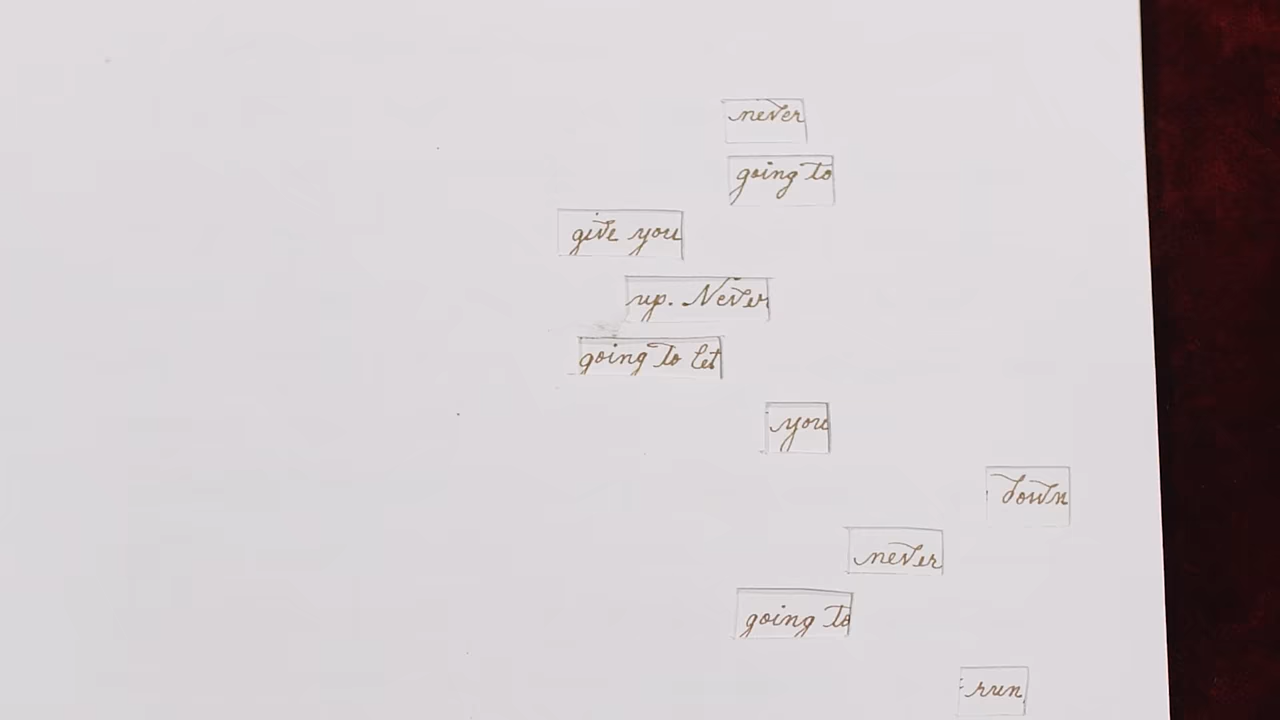 never
going to
give you
up. Never
going to let
you
down
never
going to
run